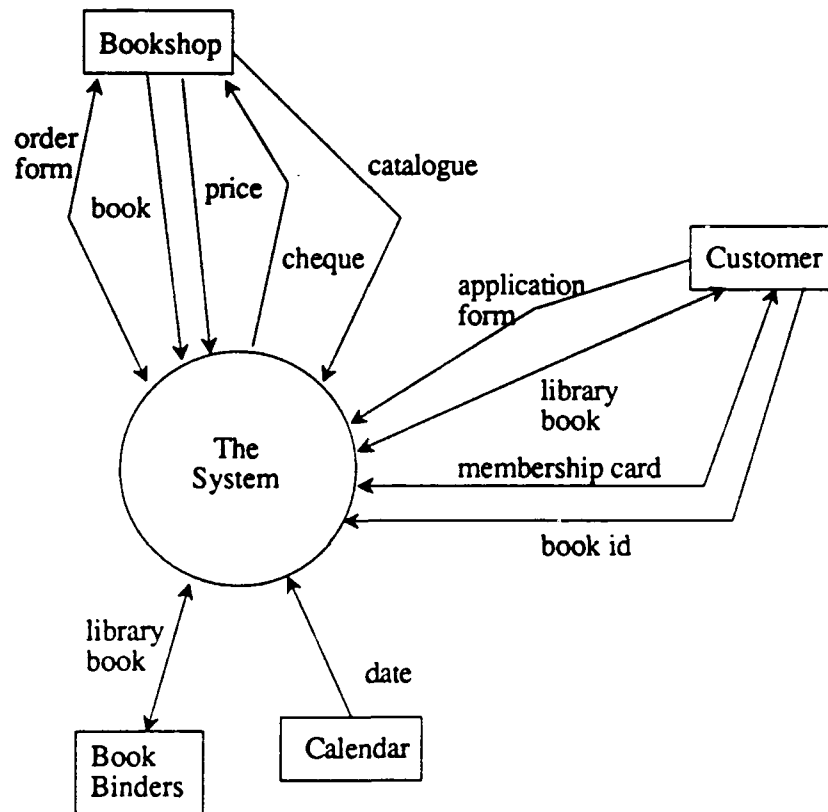 Bookshop
order
form
book
price
catalogue
cheque
Customer
application
form
library
book
The
System
membership card
book id
library
book
date
Book
Binders
Calendar